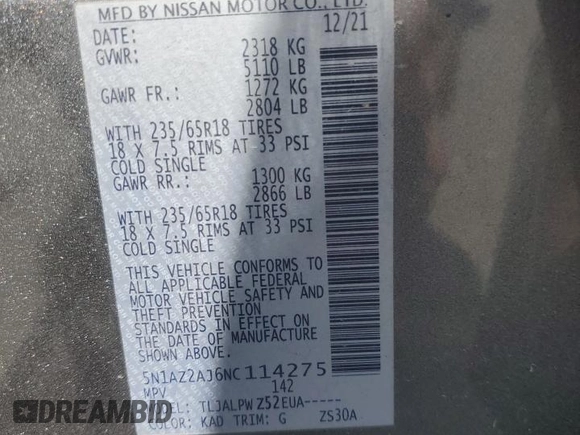 MFD BY NISSAN MOTOR CO., LTD.
DATE: 12/21
GVWR: 2318 KG
5110 LB
GAWR FR.: 1272 KG
2804 LB
WITH 235/65R18 TIRES
18 X 7.5 RIMS AT 33 PSI
COLD SINGLE
GAWR RR.: 1300 KG
2866 LB
WITH 235/65R18 TIRES
18 X 7.5 RIMS AT 33 PSI
COLD SINGLE
THIS VEHICLE CONFORMS TO
ALL APPLICABLE FEDERAL
MOTOR VEHICLE SAFETY AND
THEFT PREVENTION
STANDARDS IN EFFECT ON
THE DATE OF MANUFACTURE
SHOWN ABOVE.
5N1AZ2AJ6NC114275
MPV 142
TLJALPW Z52EUA-----
COLOR: KAD TRIM: G ZS30A
DREAMBID